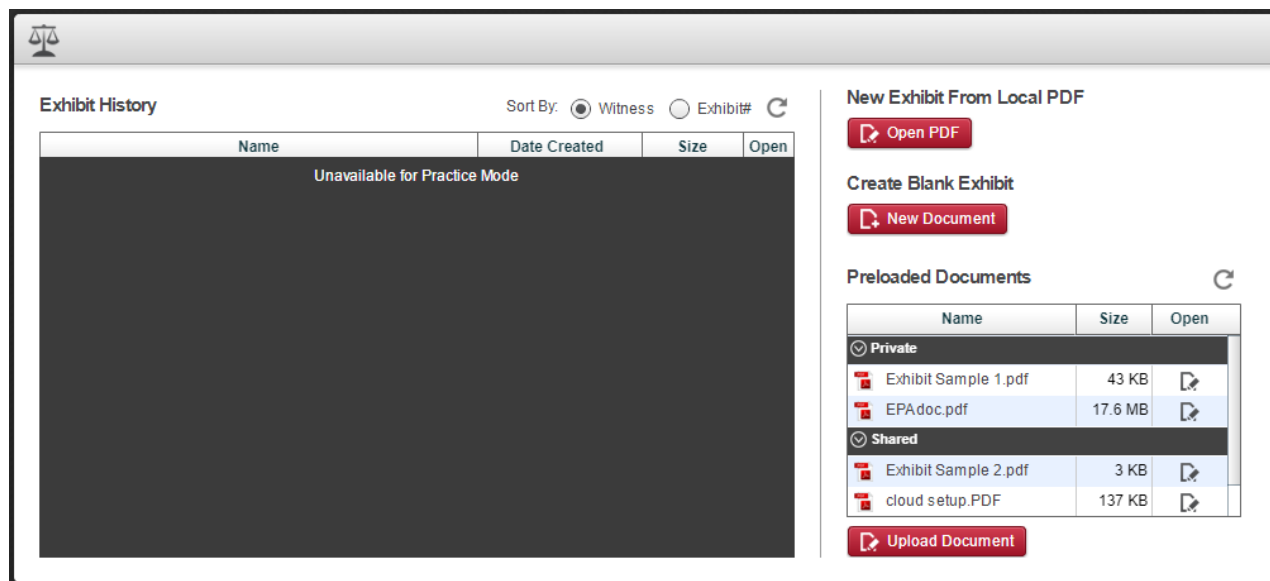 Exhibit History
Sort By: Witness Exhibit#
Name Date Created Size Open
Unavailable for Practice Mode
New Exhibit From Local PDF
Open PDF
Create Blank Exhibit
New Document
Preloaded Documents
Name Size Open
Private
Exhibit Sample 1.pdf 43 KB
EPAdoc.pdf 17.6 MB
Shared
Exhibit Sample 2.pdf 3 KB
cloud setup.PDF 137 KB
Upload Document